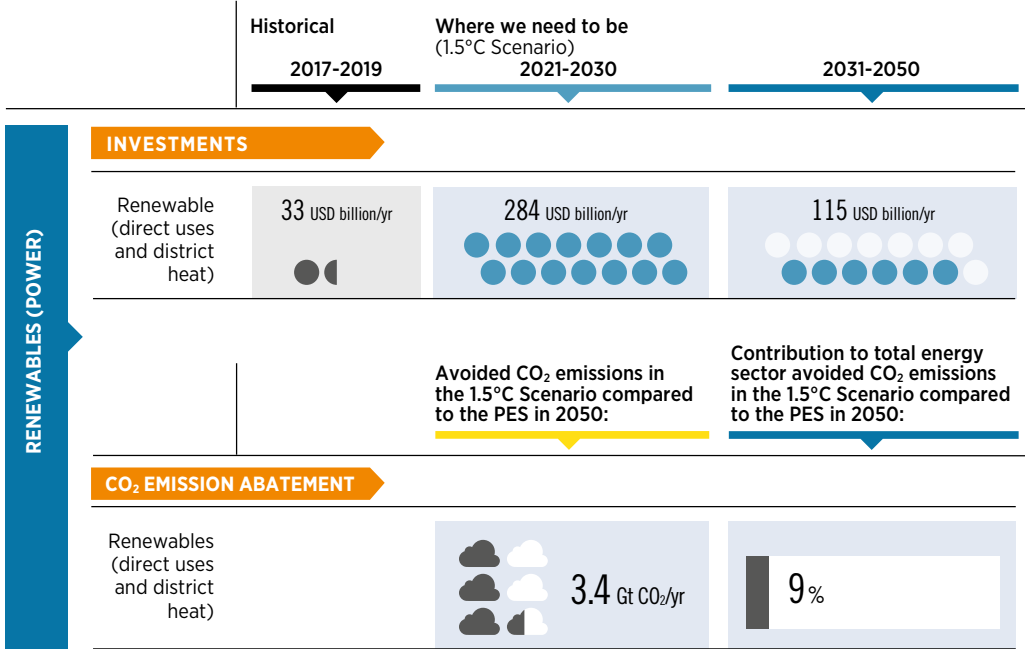 Historical
Where we need to be
(1.5°C Scenario)
2017-2019
2021-2030
2031-2050
RENEWABLES (POWER)
INVESTMENTS
Renewable
(direct uses
and district
heat)
33 USD billion/yr
284 USD billion/yr
115 USD billion/yr
Avoided CO₂ emissions in
the 1.5°C Scenario compared
to the PES in 2050:
Contribution to total energy
sector avoided CO₂ emissions
in the 1.5°C Scenario compared
to the PES in 2050:
CO₂ EMISSION ABATEMENT
Renewables
(direct uses
and district
heat)
3.4 Gt CO₂/yr
9%